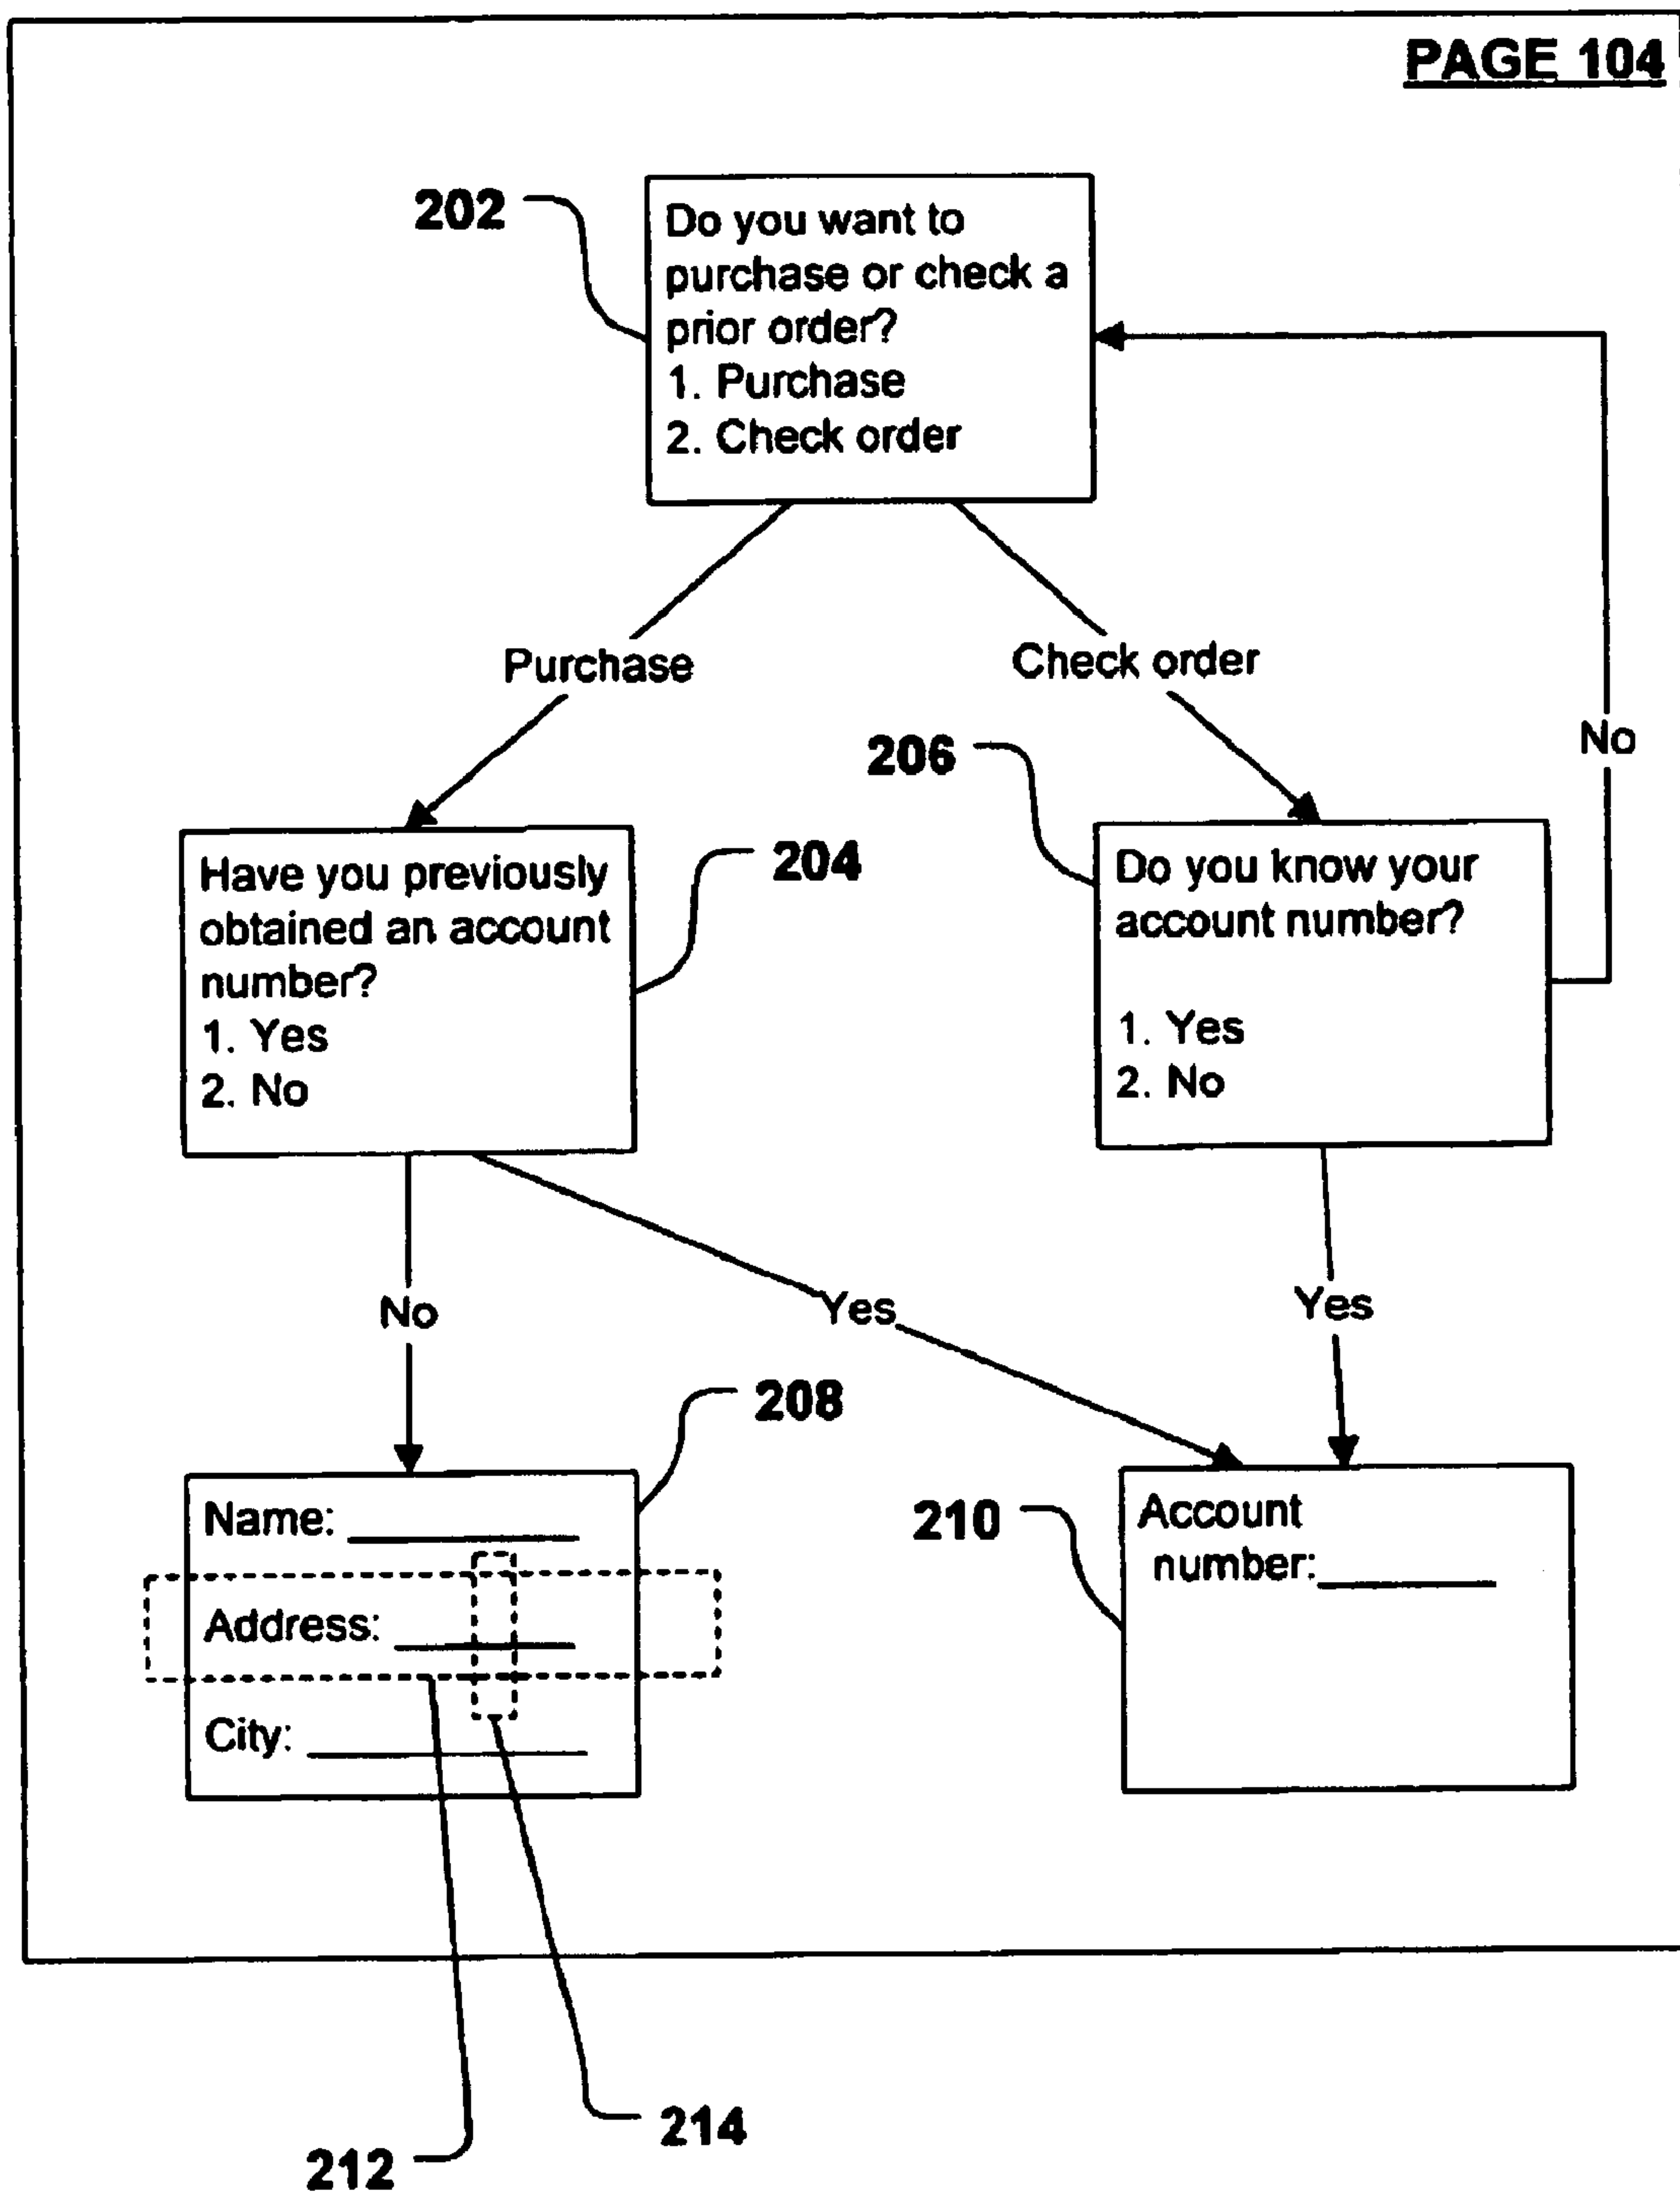 PAGE 104
202
Do you want to
purchase or check a
prior order?
1. Purchase
2. Check order
Purchase
Check order
No
206
204
Have you previously
obtained an account
number?
1. Yes
2. No
Do you know your
account number?
1. Yes
2. No
No
Yes
Yes
208
210
Name:
Address:
City:
Account
number:
214
212